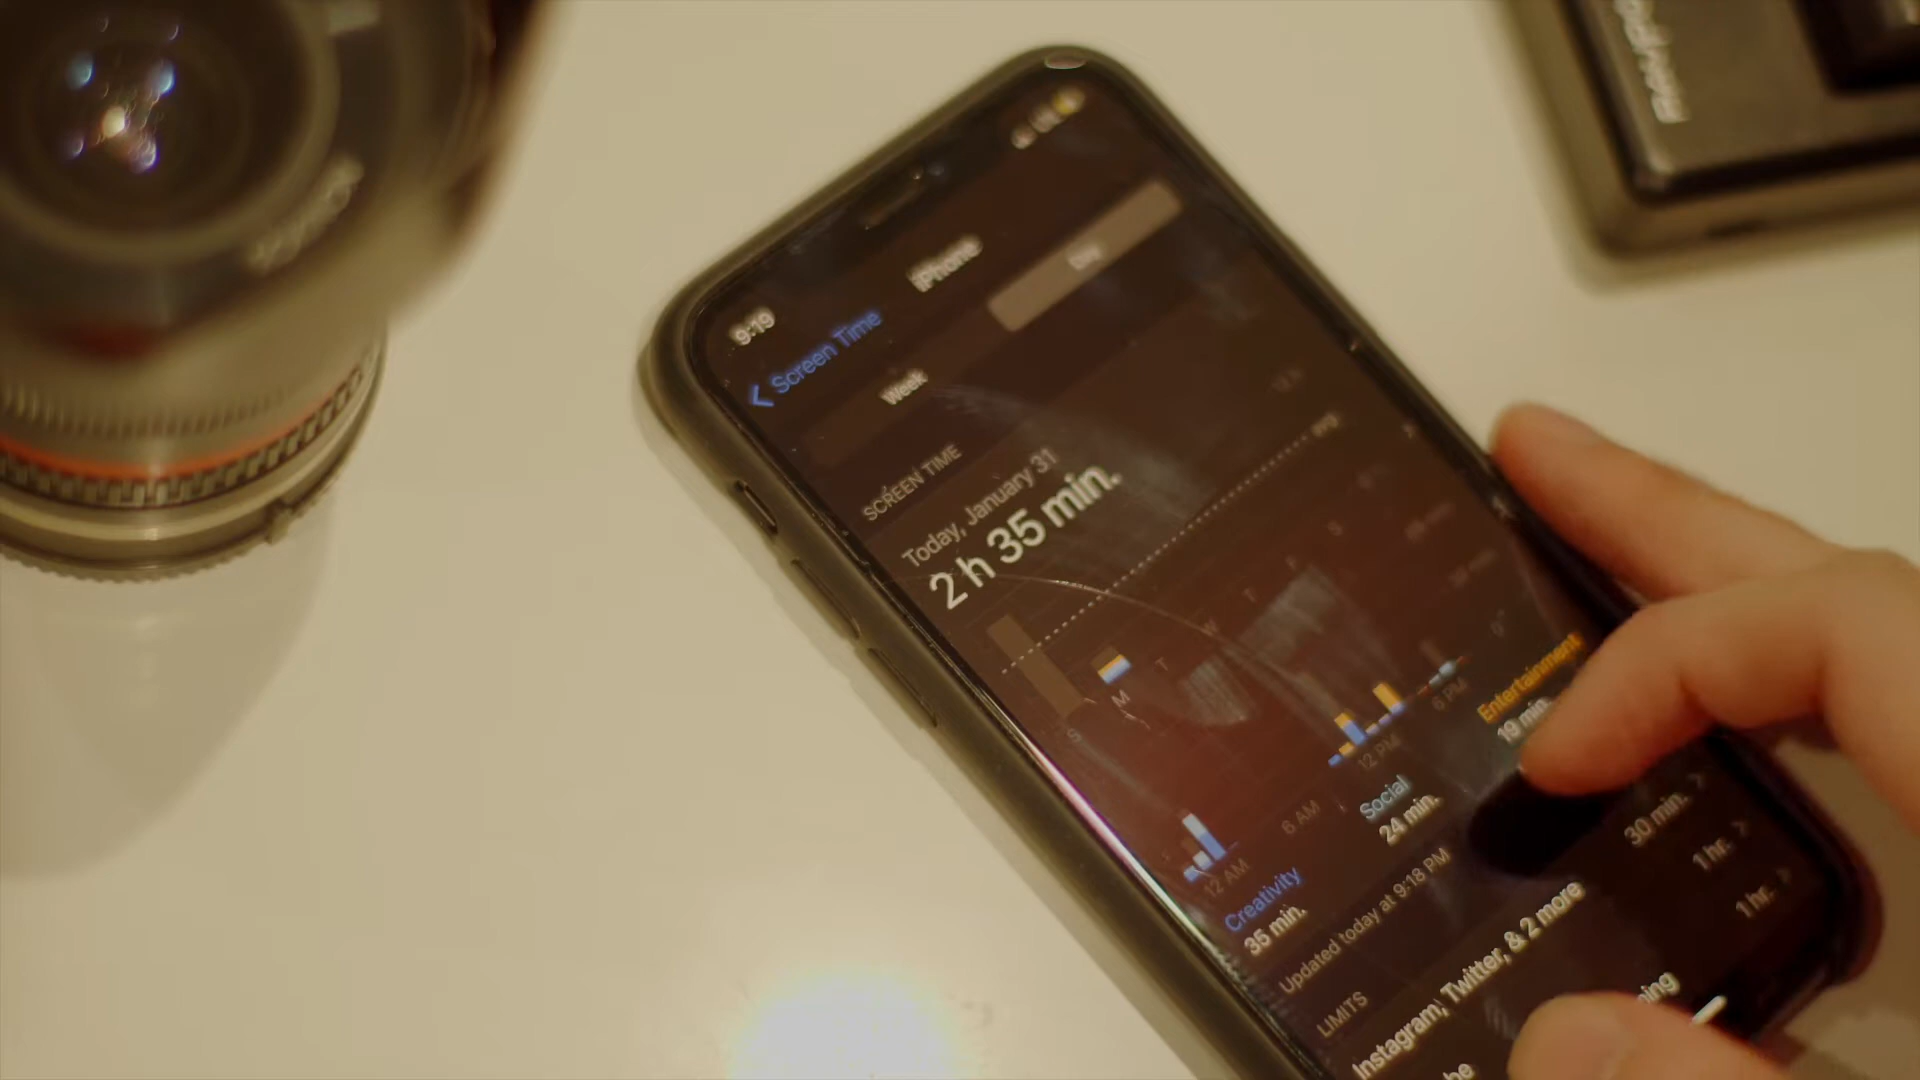 9:19
Screen Time
iPhone
Week
Day
SCREEN TIME
Today, January 31
2 h 35 min.
avg
S M T W T F S
12 AM 6 AM 12 PM 6 PM
Creativity Social Entertainment
35 min. 24 min. 19 min.
Updated today at 9:18 PM
LIMITS
Instagram, Twitter, & 2 more 30 min.
1 hr.
1 hr.